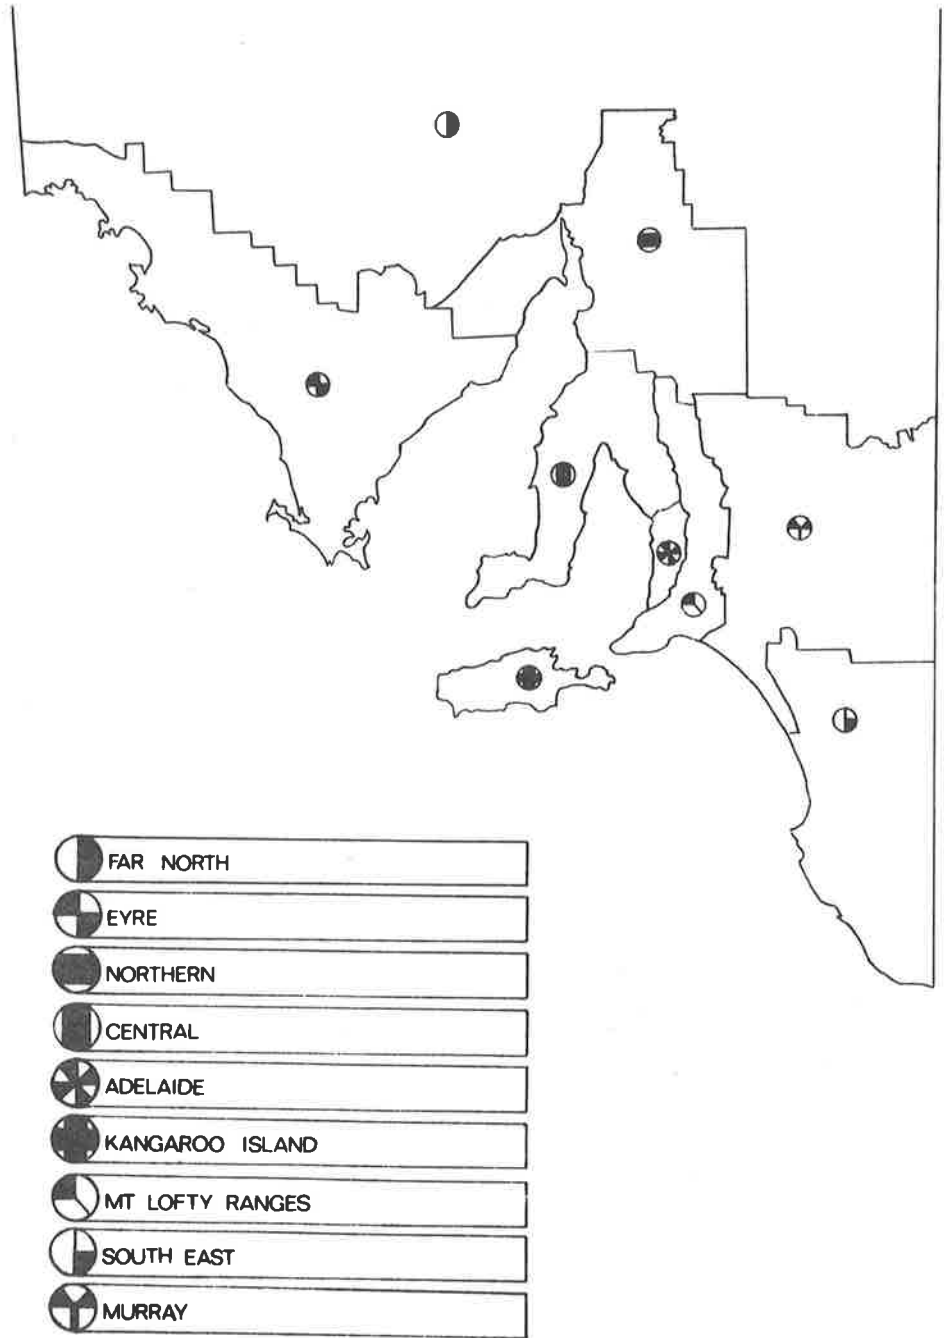 FAR NORTH
EYRE
NORTHERN
CENTRAL
ADELAIDE
KANGAROO ISLAND
MT LOFTY RANGES
SOUTH EAST
MURRAY